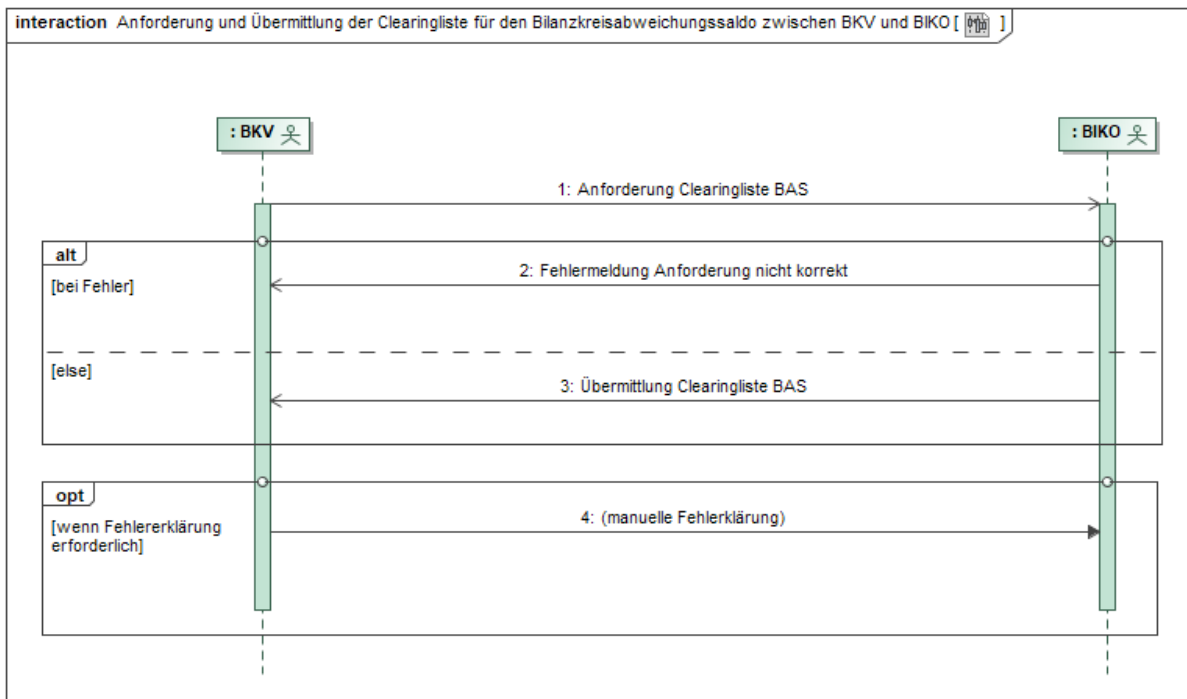 interaction Anforderung und Übermittlung der Clearingliste für den Bilanzkreisabweichungssaldo zwischen BKV und BIKO [ ]
: BKV
: BIKO
1: Anforderung Clearingliste BAS
alt
2: Fehlermeldung Anforderung nicht korrekt
[bei Fehler]
[else]
3: Übermittlung Clearingliste BAS
opt
[wenn Fehlererklärung
erforderlich]
4: (manuelle Fehlerklärung)